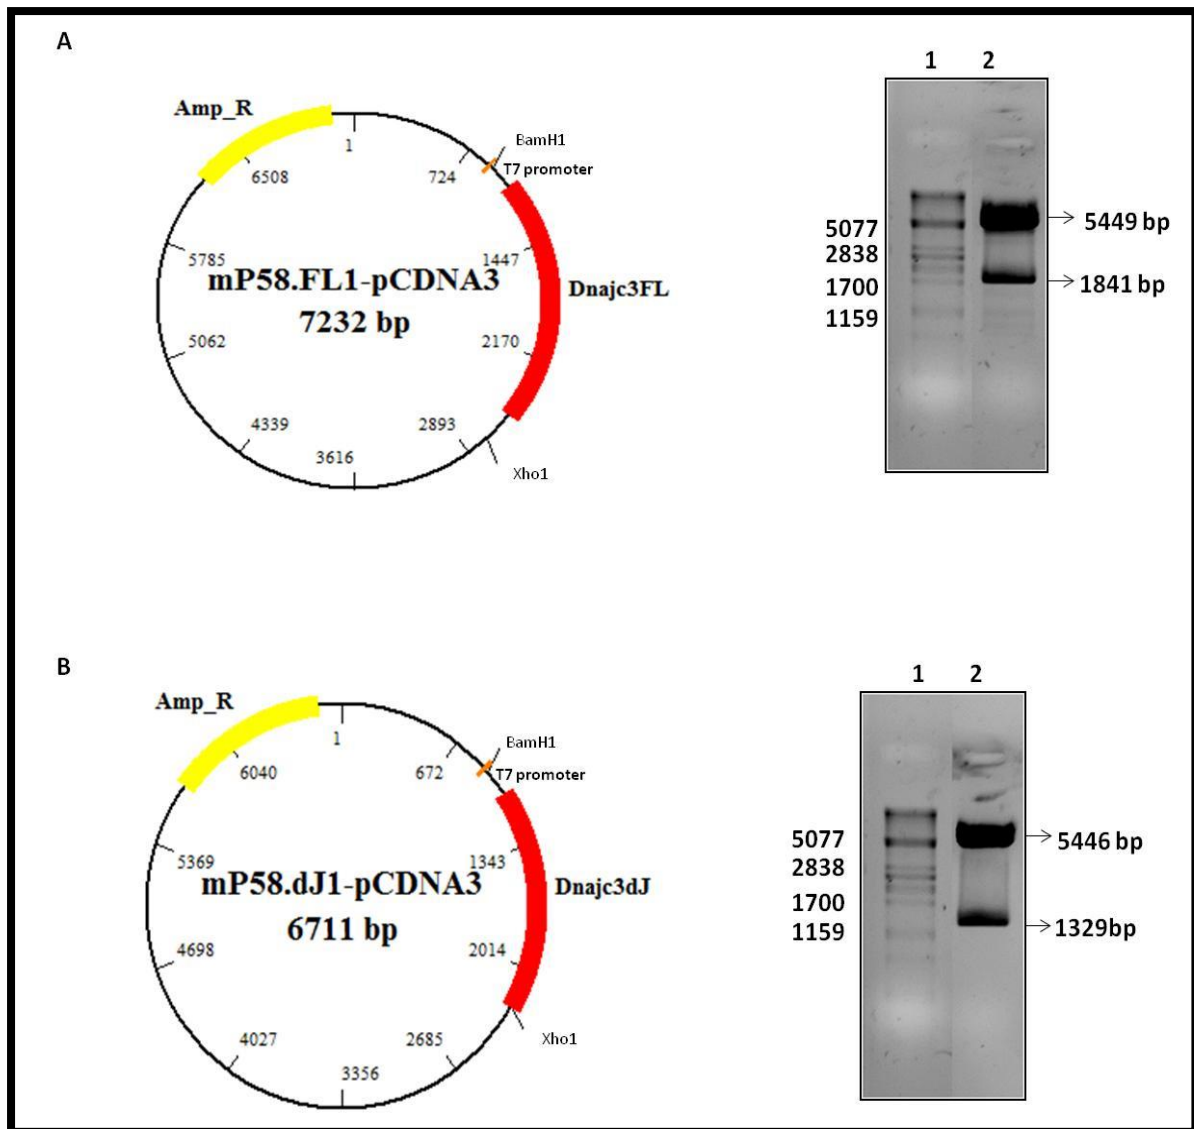 A
Amp_R
1
BamH1
T7 promoter
724
6508
1447
5785
mP58.FL1-pCDNA3
7232 bp
Dnajc3FL
5062
2170
4339
2893
3616
Xho1
1 2
5077
2838
1700
1159
5449 bp
1841 bp
B
Amp_R
1
BamH1
T7 promoter
672
6040
1343
5369
mP58.dJ1-pCDNA3
6711 bp
Dnajc3dJ
4698
2014
4027
2685
3356
Xho1
1 2
5077
2838
1700
1159
5446 bp
1329bp